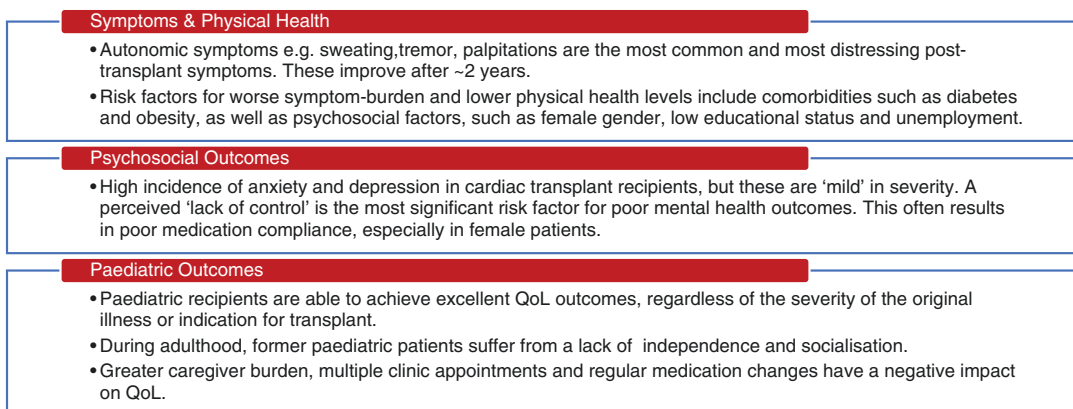 Symptoms & Physical Health
•Autonomic symptoms e.g. sweating,tremor, palpitations are the most common and most distressing post-
transplant symptoms. These improve after ~2 years.
•Risk factors for worse symptom-burden and lower physical health levels include comorbidities such as diabetes
and obesity, as well as psychosocial factors, such as female gender, low educational status and unemployment.
Psychosocial Outcomes
•High incidence of anxiety and depression in cardiac transplant recipients, but these are ‘mild’ in severity. A
perceived ‘lack of control’ is the most significant risk factor for poor mental health outcomes. This often results
in poor medication compliance, especially in female patients.
Paediatric Outcomes
•Paediatric recipients are able to achieve excellent QoL outcomes, regardless of the severity of the original
illness or indication for transplant.
•During adulthood, former paediatric patients suffer from a lack of independence and socialisation.
•Greater caregiver burden, multiple clinic appointments and regular medication changes have a negative impact
on QoL.